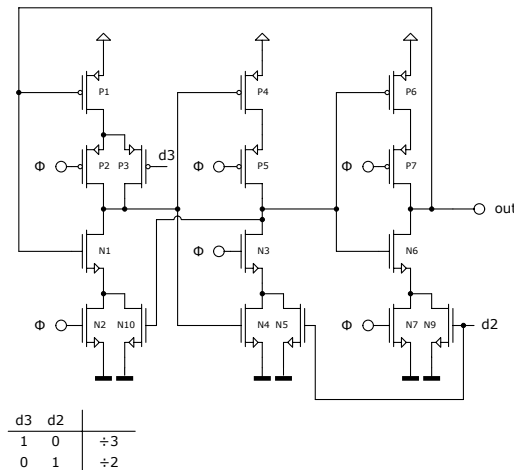 P1
P4
P6
Φ
P2
P3
d3
Φ
P5
Φ
P7
out
N1
Φ
N3
N6
Φ
N2
N10
N4
N5
Φ
N7
N9
d2
d3 d2
1 0 ÷3
0 1 ÷2